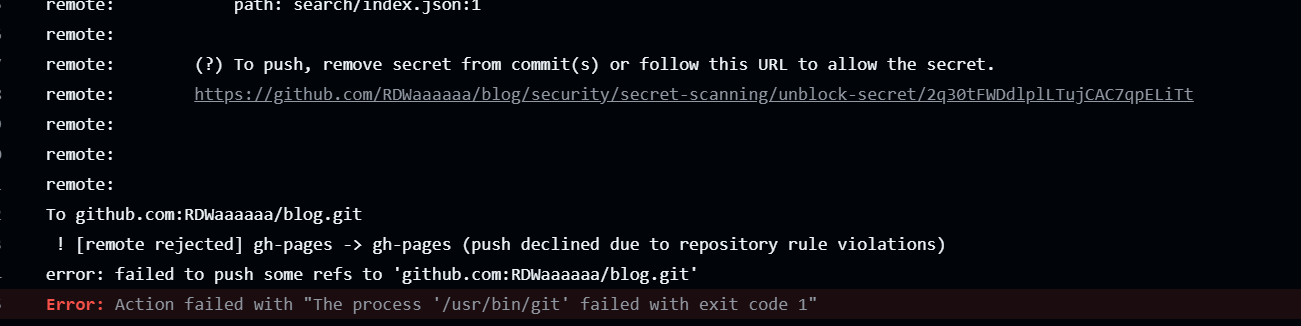 remote: path: search/index.json:1
remote:
remote: (?) To push, remove secret from commit(s) or follow this URL to allow the secret.
remote: https://github.com/RDWaaaaaa/blog/security/secret-scanning/unblock-secret/2q30tFWDdlplLTujCAC7qpELiTt
remote:
remote:
remote:
To github.com:RDWaaaaaa/blog.git
! [remote rejected] gh-pages -> gh-pages (push declined due to repository rule violations)
error: failed to push some refs to 'github.com:RDWaaaaaa/blog.git'
Error: Action failed with "The process '/usr/bin/git' failed with exit code 1"